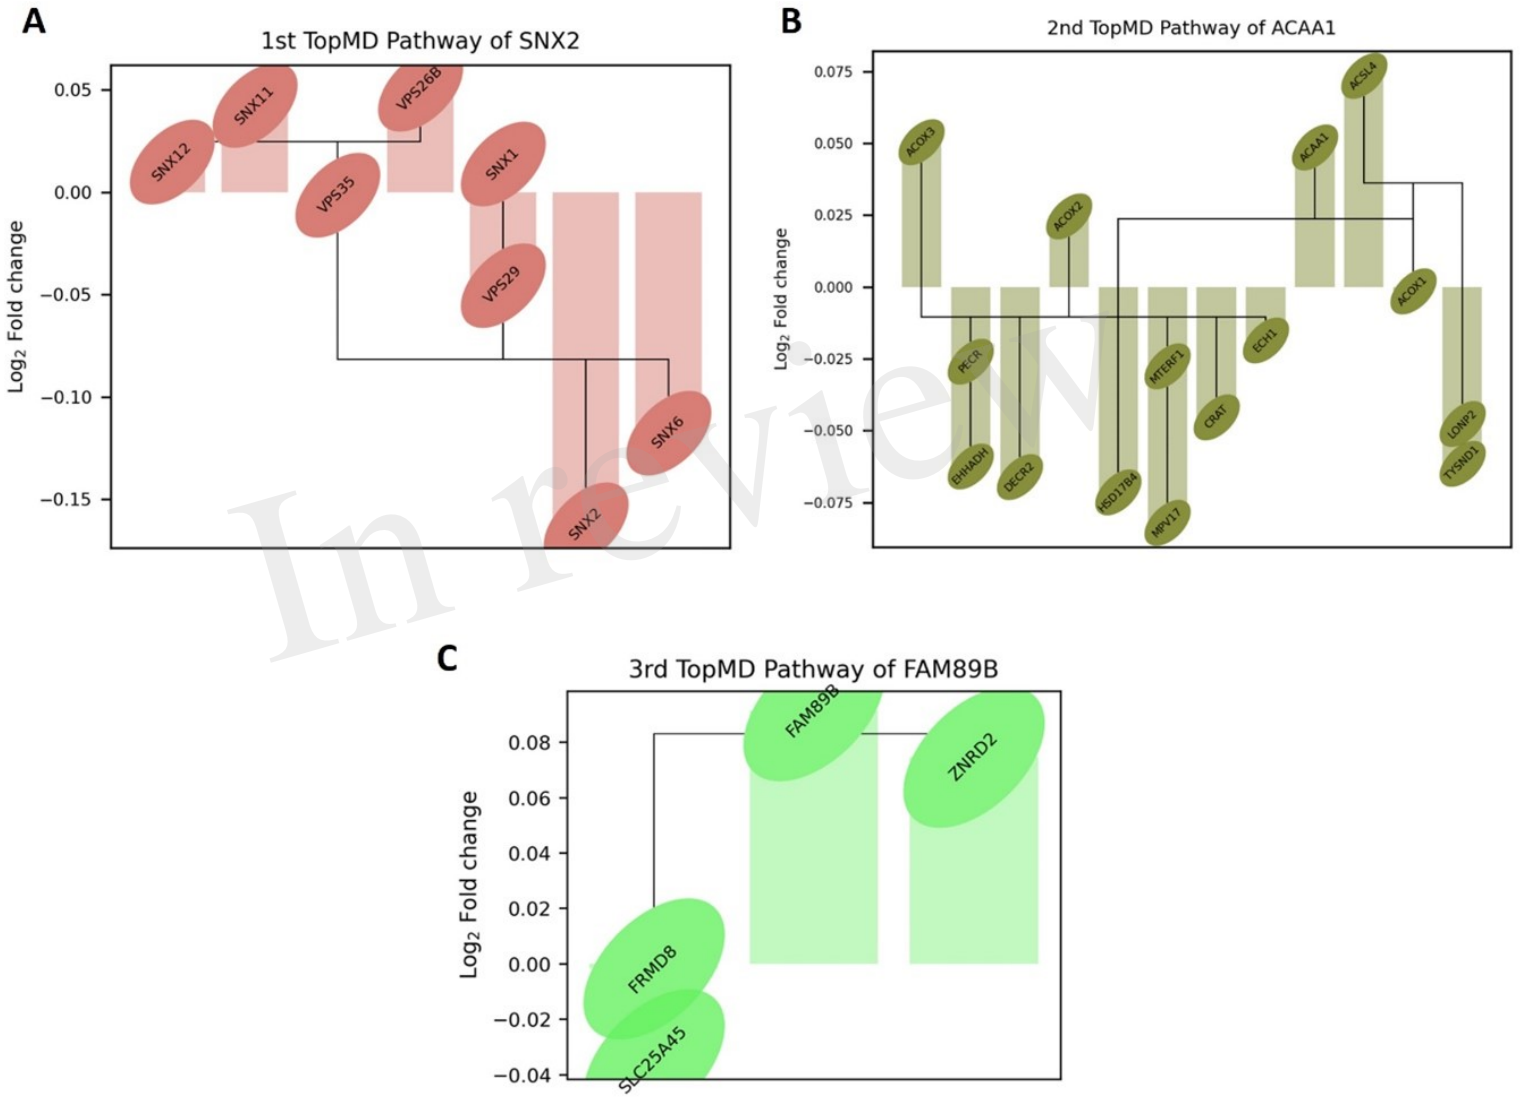 A
1st TopMD Pathway of SNX2
Log2 Fold change
0.05
0.00
−0.05
−0.10
−0.15
SNX12
SNX11
VPS35
VPS26B
SNX1
VPS29
SNX2
SNX6
B
2nd TopMD Pathway of ACAA1
Log2 Fold change
0.075
0.050
0.025
0.000
−0.025
−0.050
−0.075
ACOX3
PECR
EHHADH
DECR2
ACOX2
HSD17B4
MTERF1
MPV17
CRAT
ECH1
ACAA1
ACSL4
ACOX1
LONP2
TYSND1
In review
C
3rd TopMD Pathway of FAM89B
Log2 Fold change
0.08
0.06
0.04
0.02
0.00
−0.02
−0.04
FAM89B
ZNRD2
FRMD8
SLC25A45